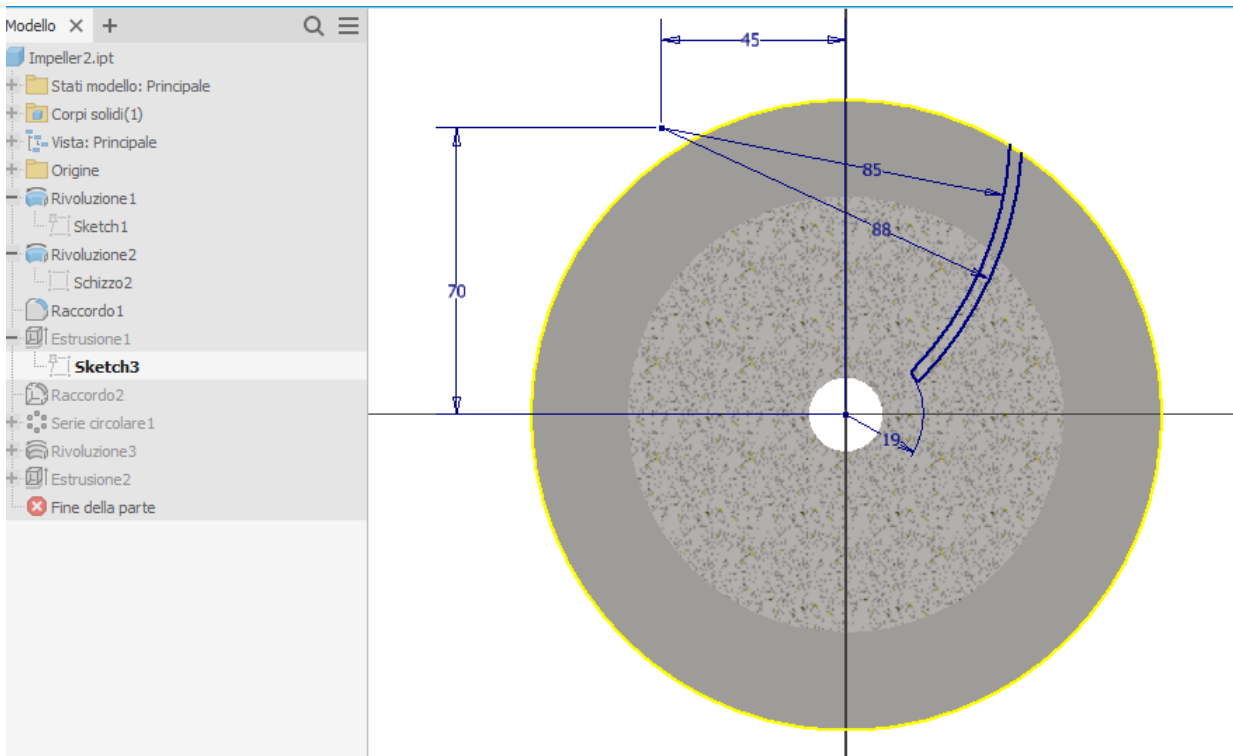 Modello
Impeller2.ipt
Stati modello: Principale
Corpi solidi(1)
Vista: Principale
Origine
Rivoluzione1
Sketch1
Rivoluzione2
Schizzo2
Raccordo1
Estrusione1
Sketch3
Raccordo2
Serie circolare1
Rivoluzione3
Estrusione2
Fine della parte
45
85
88
70
19